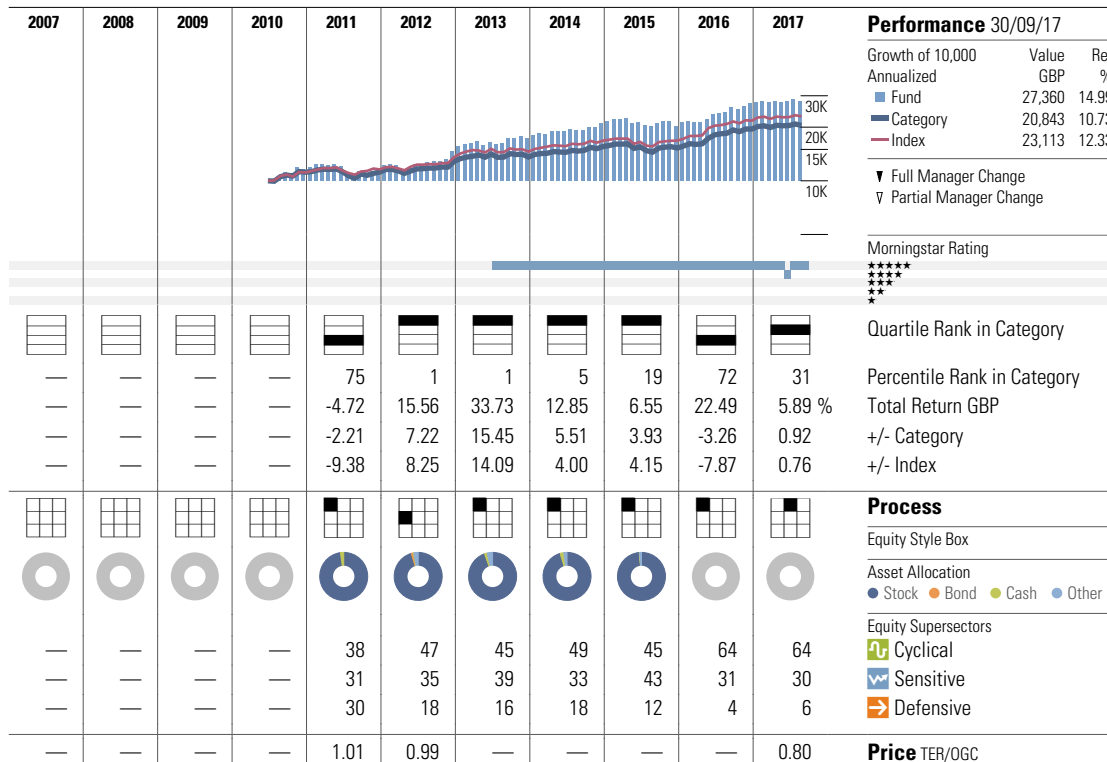 2007 2008 2009 2010 2011 2012 2013 2014 2015 2016 2017 Performance 30/09/17
Growth of 10,000 Value Re
Annualized GBP %
Fund 27,360 14.99
Category 20,843 10.73
Index 23,113 12.33
30K
20K
15K
10K
Full Manager Change
Partial Manager Change
Morningstar Rating
★★★★★
★★★★
★★★
★★
★
Quartile Rank in Category
— — — — 75 1 1 5 19 72 31 Percentile Rank in Category
— — — — -4.72 15.56 33.73 12.85 6.55 22.49 5.89 % Total Return GBP
— — — — -2.21 7.22 15.45 5.51 3.93 -3.26 0.92 +/- Category
— — — — -9.38 8.25 14.09 4.00 4.15 -7.87 0.76 +/- Index
Process
Equity Style Box
Asset Allocation
Stock Bond Cash Other
Equity Supersectors
— — — — 38 47 45 49 45 64 64 Cyclical
— — — — 31 35 39 33 43 31 30 Sensitive
— — — — 30 18 16 18 12 4 6 Defensive
— — — — 1.01 0.99 — — — — 0.80 Price TER/OGC